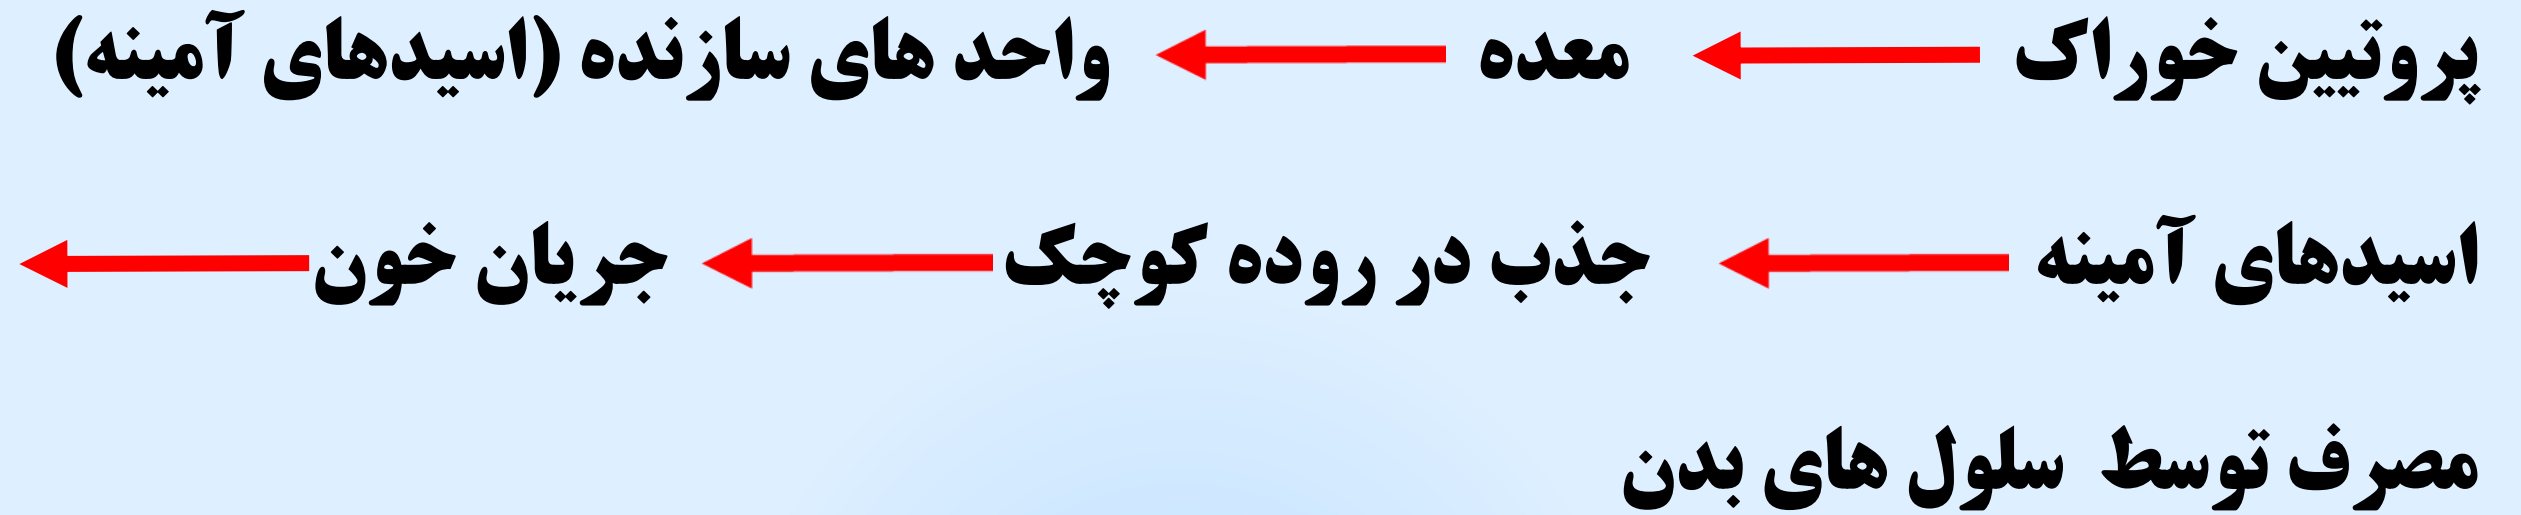 پروتیین خوراک ← معده ← واحد های سازنده (اسیدهای آمینه)
اسیدهای آمینه ← جذب در روده کوچک ← جریان خون ←
مصرف توسط سلول های بدن